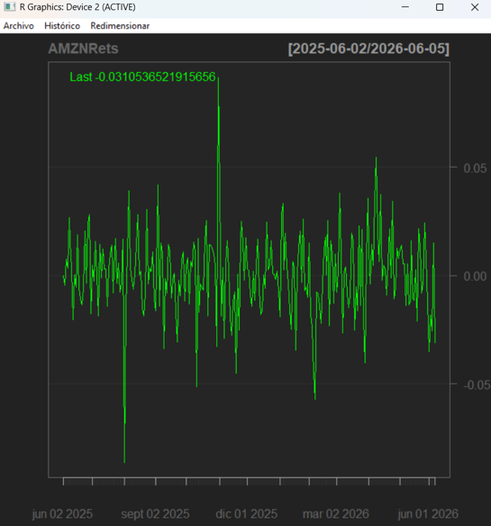 R Graphics: Device 2 (ACTIVE)
Archivo Histórico Redimensionar
AMZNRets [2025-06-02/2026-06-05]
Last -0.0310536521915656
0.05
0.00
-0.05
jun 02 2025 sept 02 2025 dic 01 2025 mar 02 2026 jun 01 2026